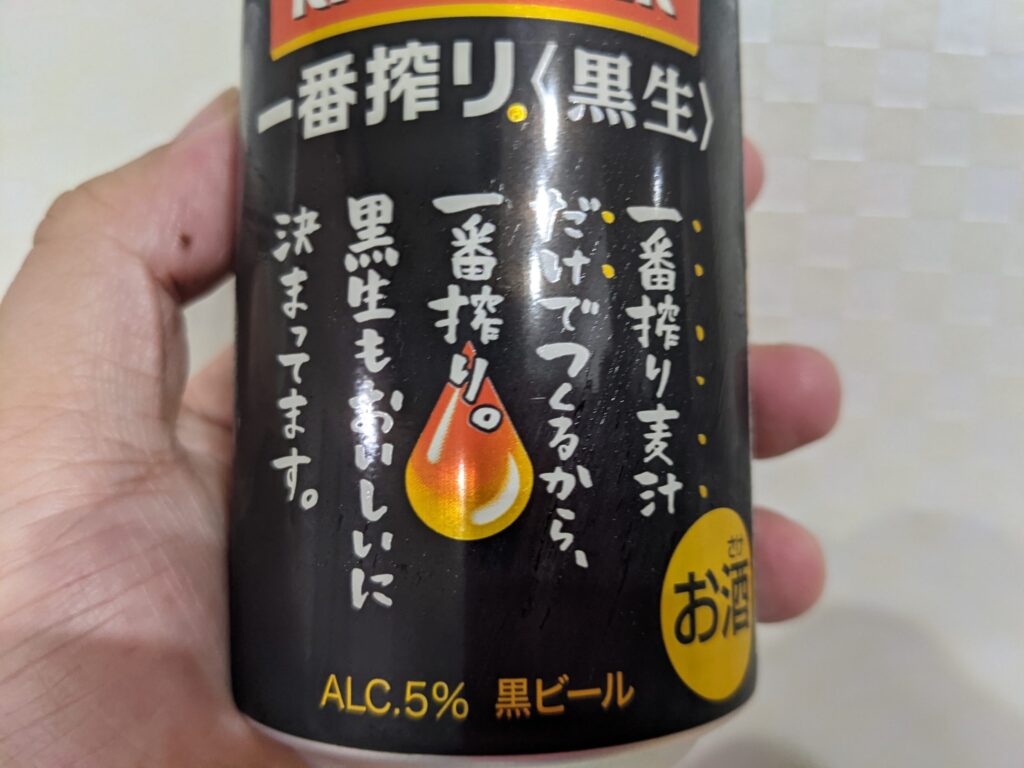 一番搾り〈黒生〉
一番搾り麦汁
だけでつくるから、
一番搾り。
黒生もおいしいに
決まってます。
さけ
お酒
ALC.5% 黒ビール